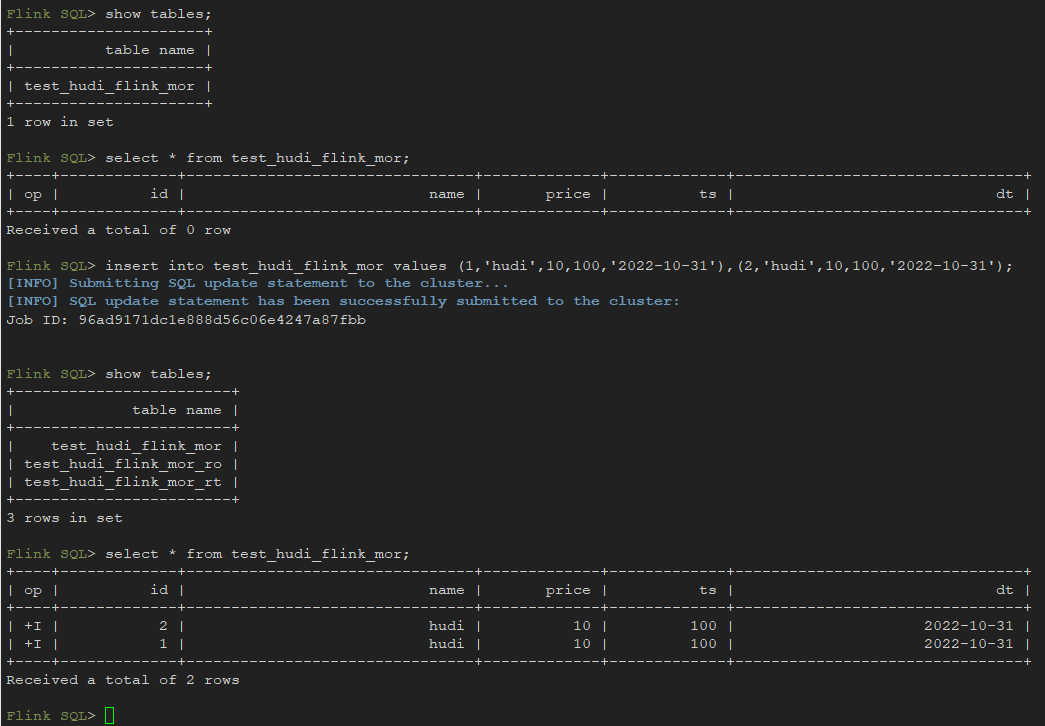 Flink SQL> show tables;
+---------------------+
|          table name |
+---------------------+
| test_hudi_flink_mor |
+---------------------+
1 row in set
Flink SQL> select * from test_hudi_flink_mor;
+----+-------------+--------------------------------+-------------+-------------+--------------------------------+
| op |          id |                           name |       price |          ts |                             dt |
+----+-------------+--------------------------------+-------------+-------------+--------------------------------+
Received a total of 0 row
Flink SQL> insert into test_hudi_flink_mor values (1,'hudi',10,100,'2022-10-31'),(2,'hudi',10,100,'2022-10-31');
[INFO] Submitting SQL update statement to the cluster...
[INFO] SQL update statement has been successfully submitted to the cluster:
Job ID: 96ad9171dc1e888d56c06e4247a87fbb
Flink SQL> show tables;
+------------------------+
|             table name |
+------------------------+
|    test_hudi_flink_mor |
| test_hudi_flink_mor_ro |
| test_hudi_flink_mor_rt |
+------------------------+
3 rows in set
Flink SQL> select * from test_hudi_flink_mor;
+----+-------------+--------------------------------+-------------+-------------+--------------------------------+
| op |          id |                           name |       price |          ts |                             dt |
+----+-------------+--------------------------------+-------------+-------------+--------------------------------+
| +I |           2 |                           hudi |          10 |         100 |                     2022-10-31 |
| +I |           1 |                           hudi |          10 |         100 |                     2022-10-31 |
+----+-------------+--------------------------------+-------------+-------------+--------------------------------+
Received a total of 2 rows
Flink SQL>